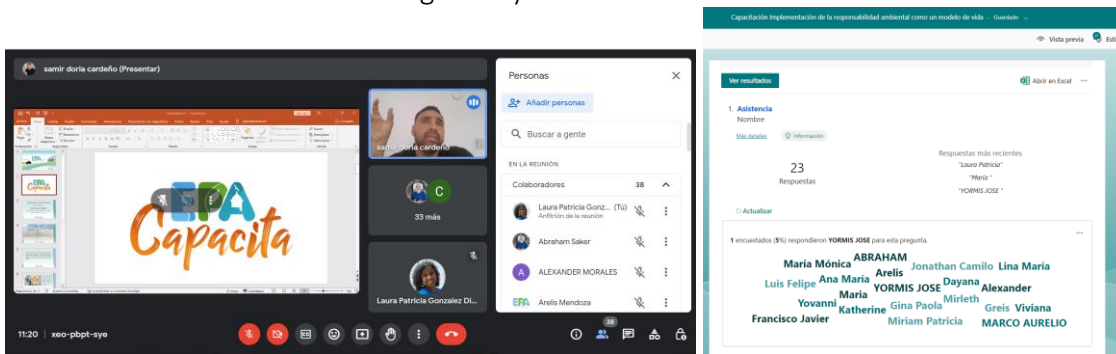 samir doria cardeño (Presentar)
EPA
Capacita
samir doria cardeño
C
33 más
Laura Patricia Gonzalez Di...
11:20 | xeo-pbpt-sye
38
Personas
Añadir personas
Buscar a gente
EN LA REUNIÓN
Colaboradores 38
Laura Patricia Gonz... (Tú)
Anfitrión de la reunión
Abraham Saker
A ALEXANDER MORALES
EPA Arelis Mendoza
Capacitación Implementación de la responsabilidad ambiental como un modelo de vida - Guardado
Vista previa Esti
Ver resultados Abrir en Excel ...
1. Asistencia
Nombre
Más detalles Información
23
Respuestas
Respuestas más recientes
"Laura Patricia"
"María "
"YORMIS JOSE "
Actualizar
1 encuestados (5%) respondieron YORMIS JOSE para esta pregunta.
María Mónica ABRAHAM Jonathan Camilo Lina María
Luis Felipe Ana María Arelis YORMIS JOSE Dayana Alexander
Yovanni María Katherine Gina Paola Mirleth Greis Viviana
Francisco Javier Miriam Patricia MARCO AURELIO